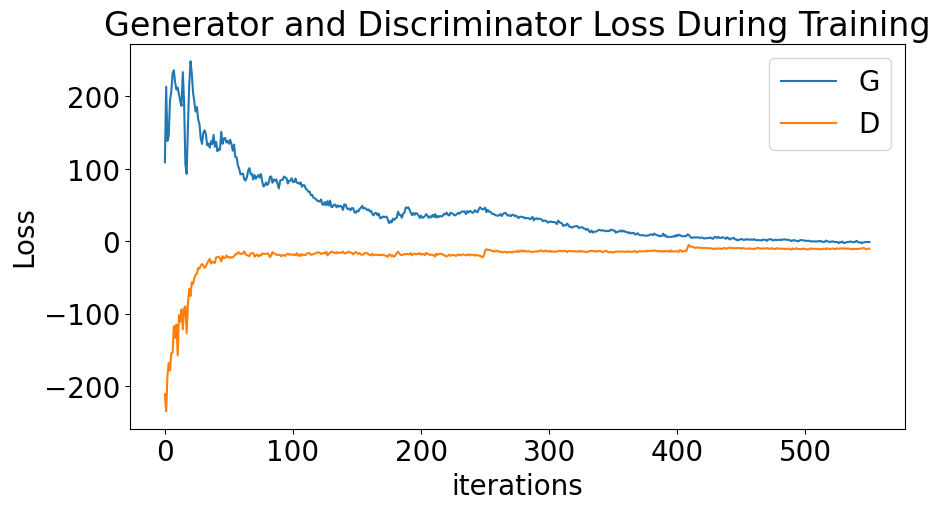 Generator and Discriminator Loss During Training
G
D
Loss
200
100
0
−100
−200
0 100 200 300 400 500
iterations